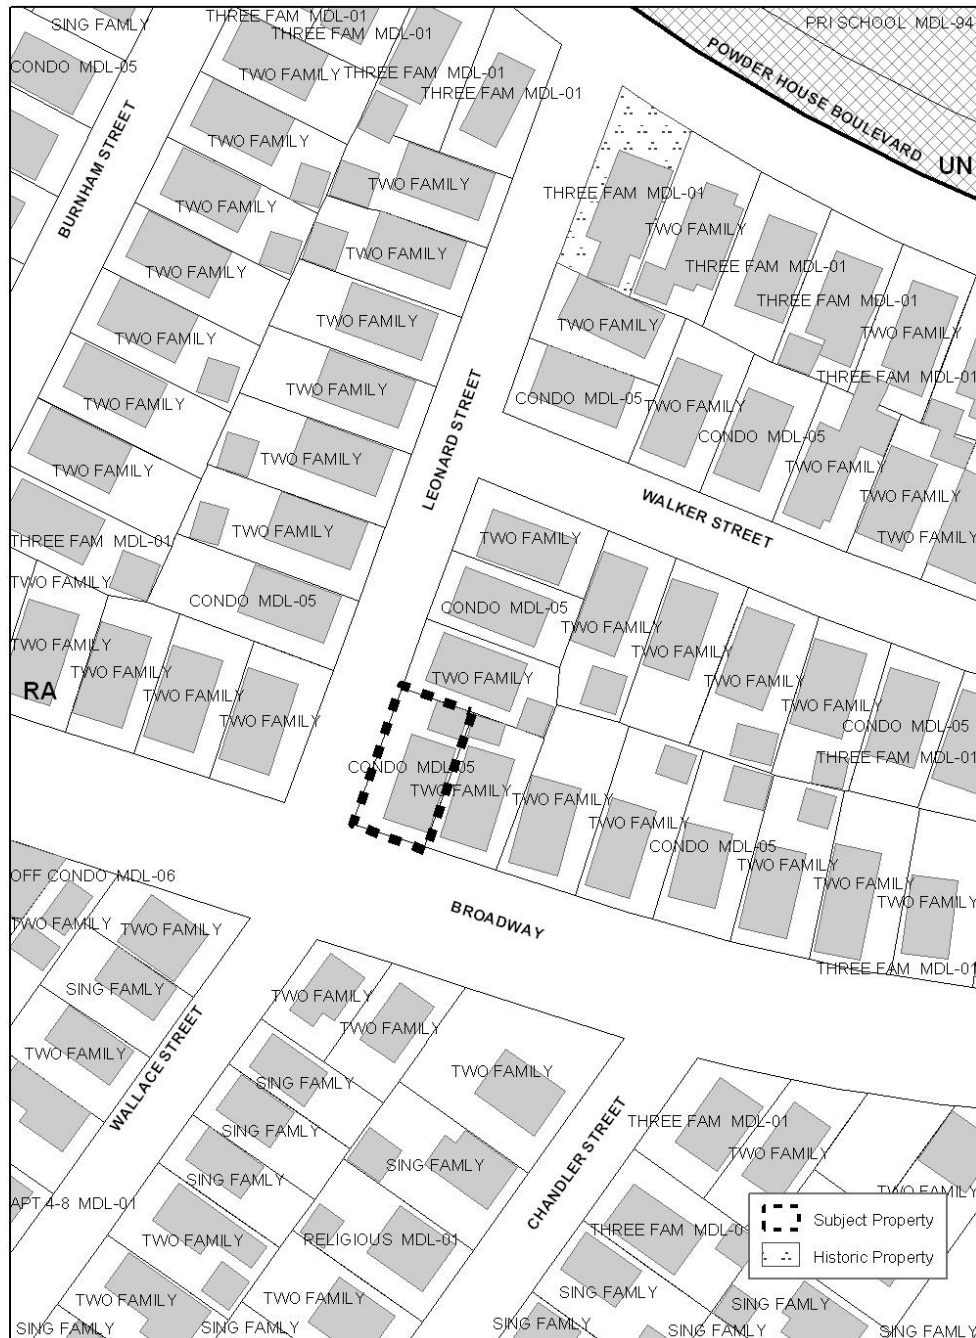 THREE FAM MDL-01
PRI SCHOOL MDL-94
SING FAMLY
THREE FAM MDL-01
POWDER HOUSE BOULEVARD
CONDO MDL-05
TWO FAMILY
THREE FAM MDL-01
THREE FAM MDL-01
TWO FAMILY
UN
BURNHAM STREET
TWO FAMILY
TWO FAMILY
THREE FAM MDL-01
TWO FAMILY
TWO FAMILY
TWO FAMILY
TWO FAMILY
THREE FAM MDL-01
THREE FAM MDL-01
TWO FAMILY
TWO FAMILY
TWO FAMILY
TWO FAMILY
TWO FAMILY
THREE FAM MDL-01
TWO FAMILY
TWO FAMILY
LEONARD STREET
CONDO MDL-05
TWO FAMILY
CONDO MDL-05
TWO FAMILY
TWO FAMILY
TWO FAMILY
TWO FAMILY
WALKER STREET
THREE FAM MDL-01
TWO FAMILY
TWO FAMILY
TWO FAMILY
TWO FAMILY
CONDO MDL-05
CONDO MDL-05
TWO FAMILY
TWO FAMILY
TWO FAMILY
TWO FAMILY
TWO FAMILY
TWO FAMILY
TWO FAMILY
RA
TWO FAMILY
TWO FAMILY
CONDO MDL-05
THREE FAM MDL-01
CONDO MDL-05
TWO FAMILY
TWO FAMILY
TWO FAMILY
CONDO MDL-05
TWO FAMILY
TWO FAMILY
TWO FAMILY
OFF CONDO MDL-06
BROADWAY
TWO FAMILY
TWO FAMILY
THREE FAM MDL-01
SING FAMLY
TWO FAMILY
TWO FAMILY
TWO FAMILY
WALLACE STREET
TWO FAMILY
SING FAMLY
SING FAMLY
CHANDLER STREET
THREE FAM MDL-01
TWO FAMILY
SING FAMLY
SING FAMLY
TWO FAMILY
APT 4-8 MDL-01
TWO FAMILY
RELIGIOUS MDL-01
THREE FAM MDL-0
Subject Property
Historic Property
SING FAMLY
TWO FAMILY
TWO FAMILY
SING FAMLY
SING FAMLY
SING FAMLY
SING FAMLY
SING FAMLY
SING FAMLY